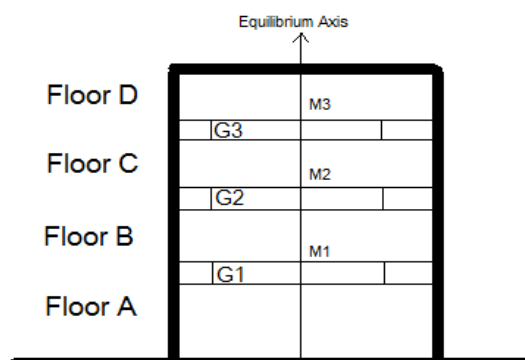 Equilibrium Axis
Floor D
M3
G3
Floor C
M2
G2
Floor B
M1
G1
Floor A